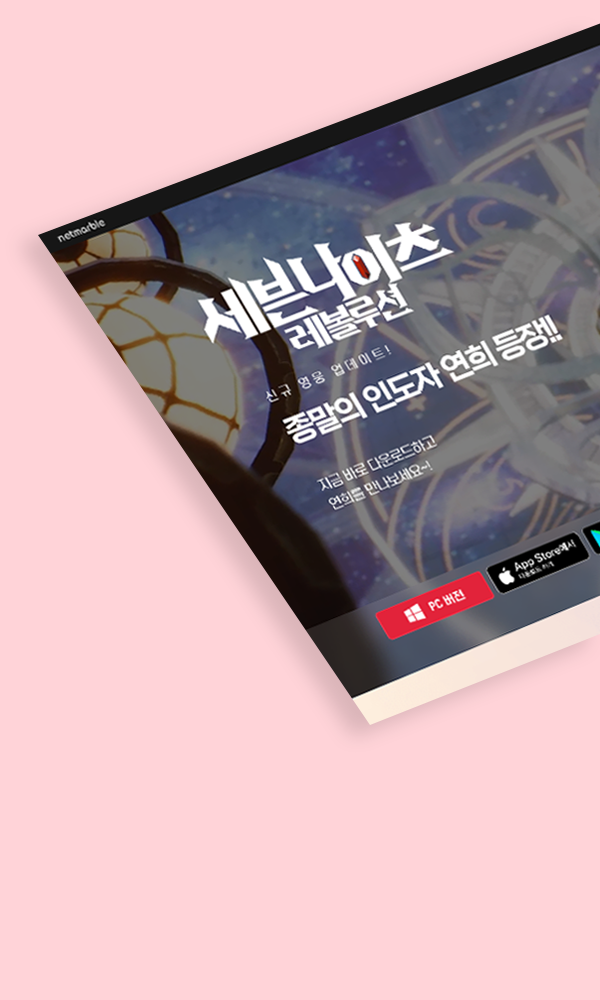 netmarble
세븐나이츠
레볼루션
신규 영웅 업데이트!
종말의 인도자 연희 등장!!
지금 바로 다운로드하고
연희를 만나보세요~!
PC 버전
App Store에서
다운로드 하기